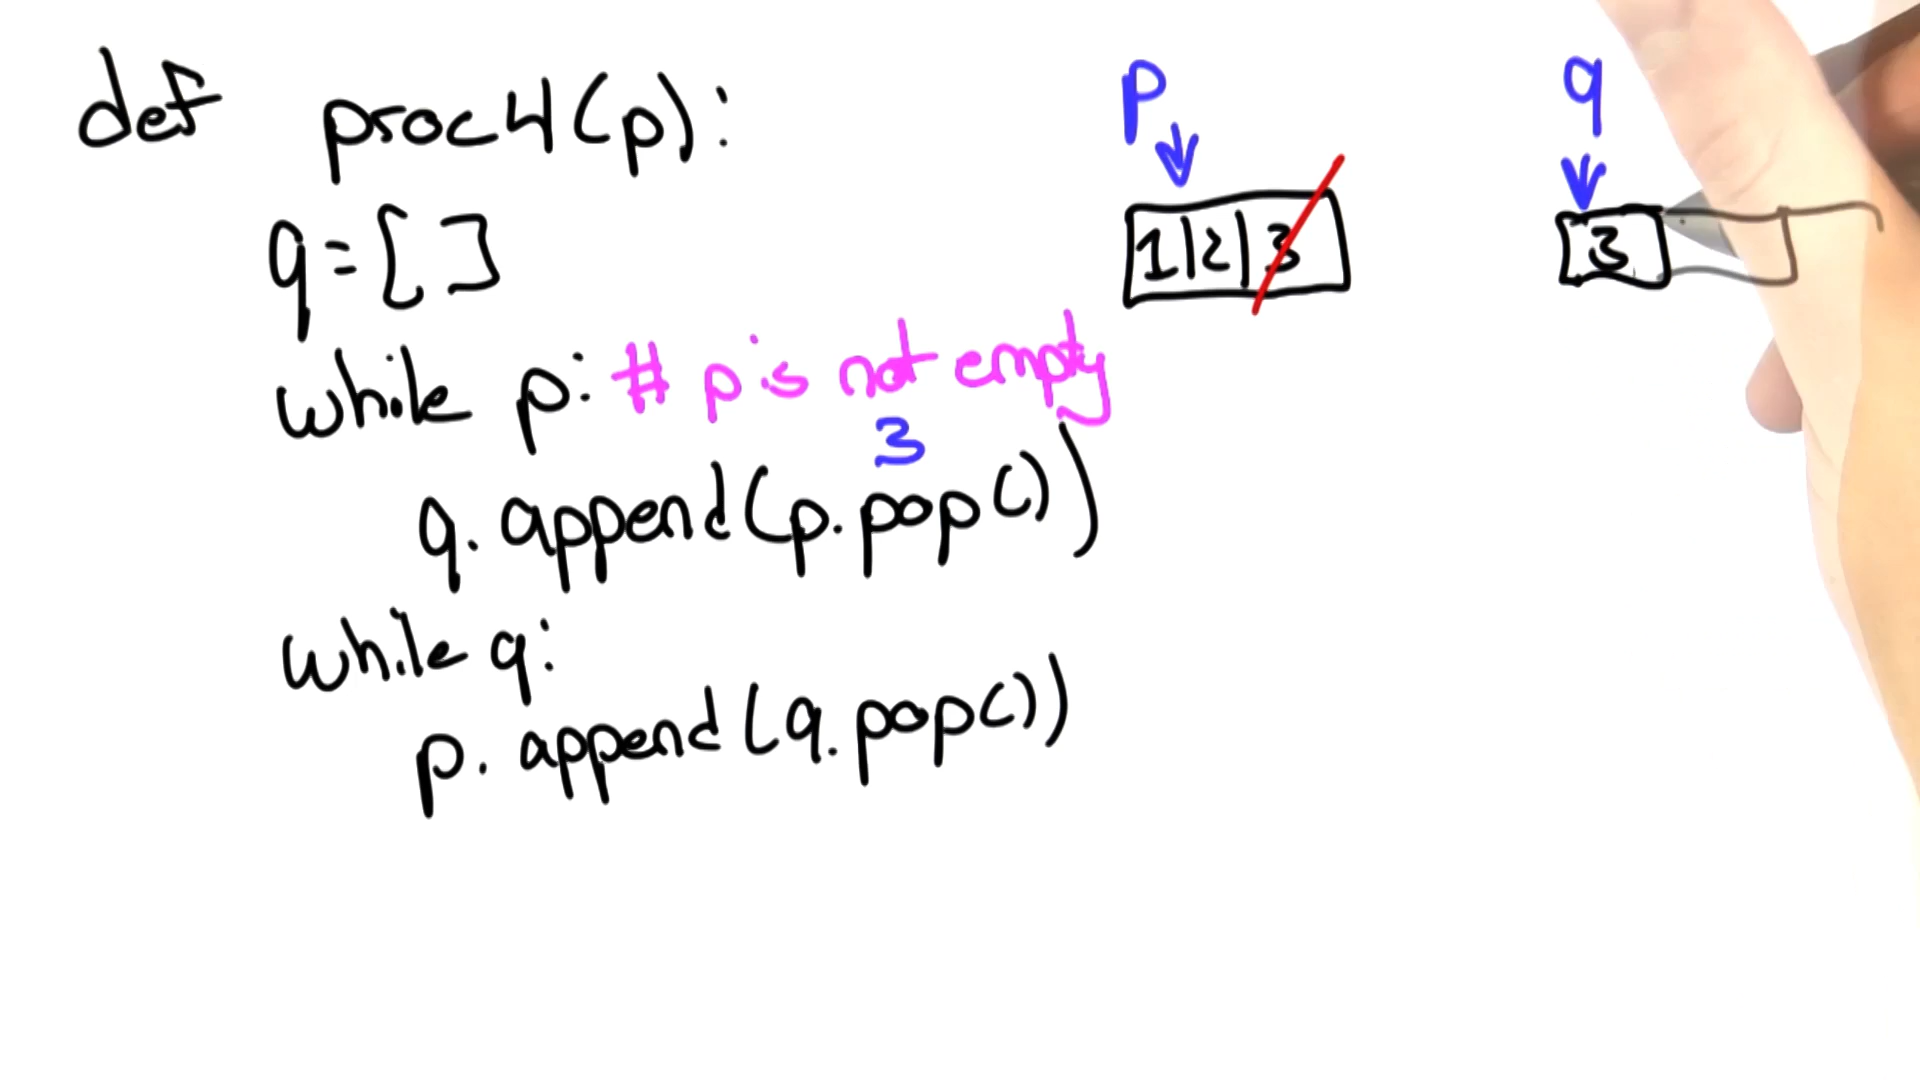 def proc4(p):
q=[ ]
while p: # p is not empty
3
q.append(p.pop())
while q:
p.append(q.pop())
p
1|2|3
q
3